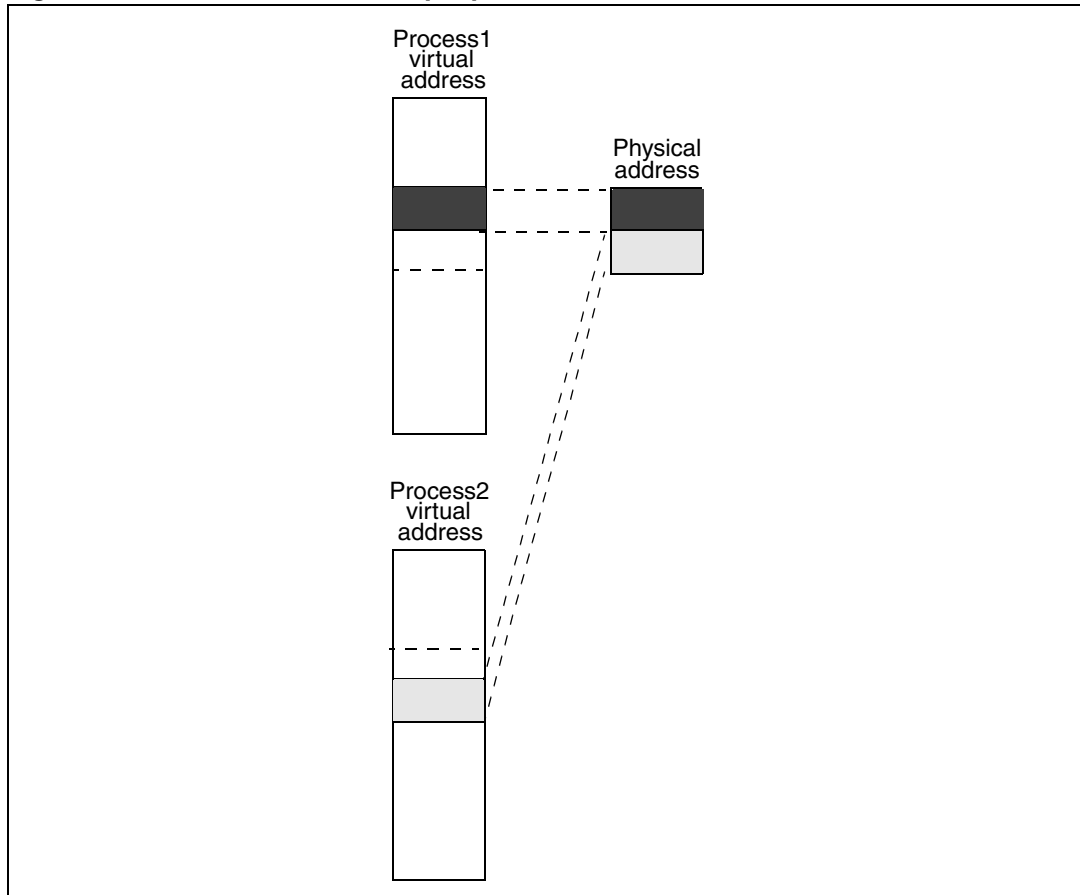 Process1
virtual
address
Physical
address
Process2
virtual
address